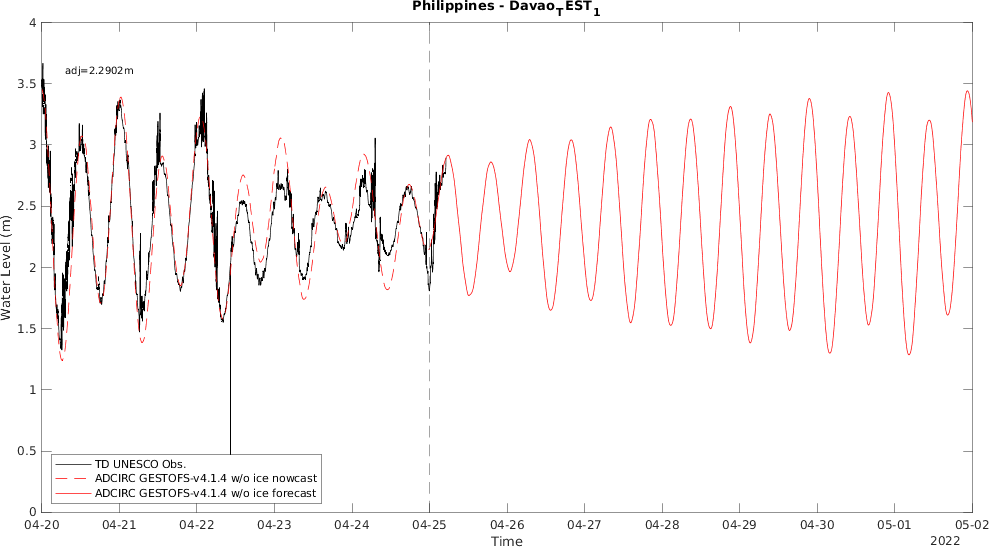 Philippines - Davao_TEST_1
4
adj=2.2902m
3.5
3
2.5
2
1.5
1
0.5
0
Water Level (m)
TD UNESCO Obs.
ADCIRC GESTOFS-v4.1.4 w/o ice nowcast
ADCIRC GESTOFS-v4.1.4 w/o ice forecast
04-20 04-21 04-22 04-23 04-24 04-25 04-26 04-27 04-28 04-29 04-30 05-01 05-02
Time
2022